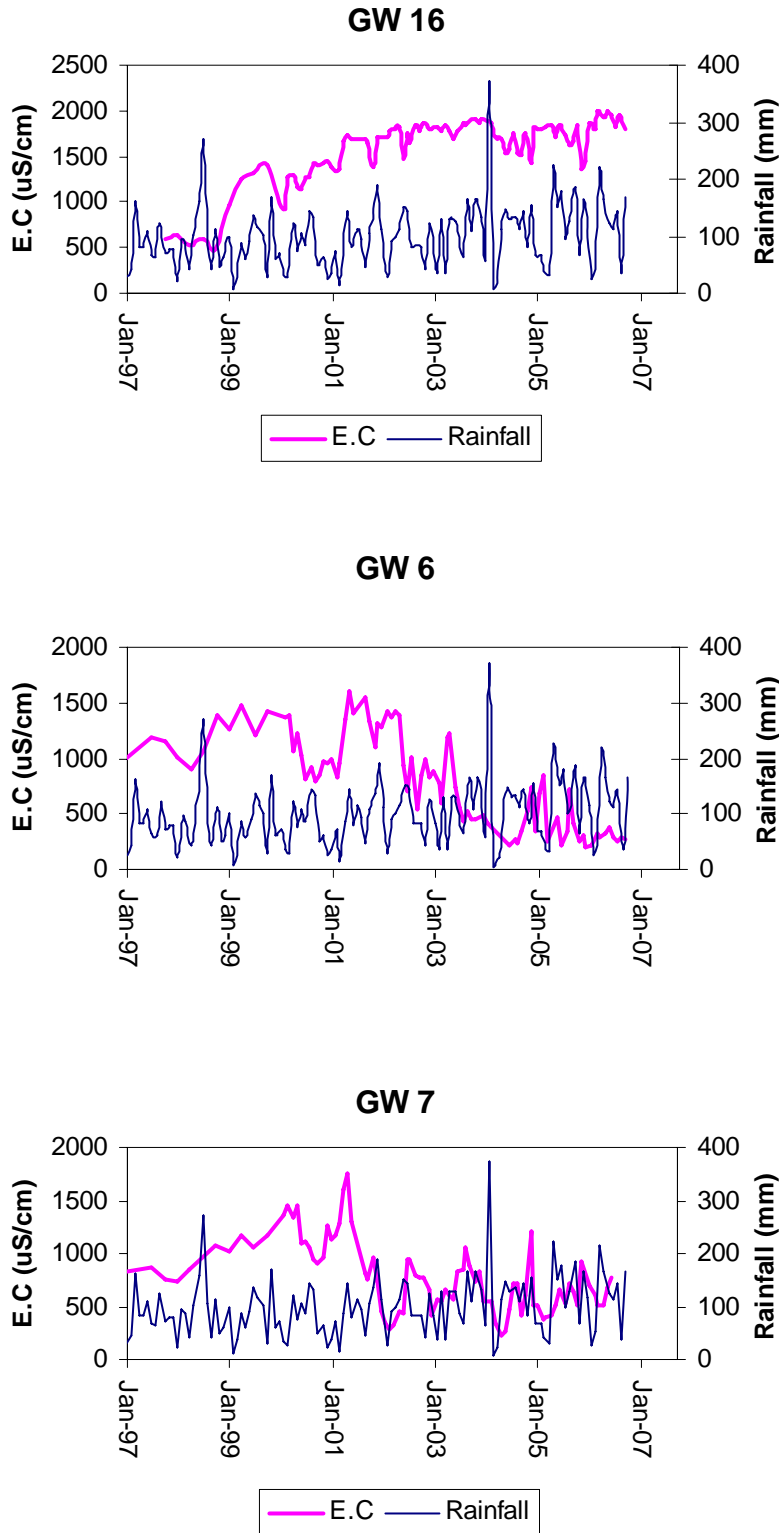 GW 16
2500
2000
1500
1000
500
0
E.C (uS/cm)
400
300
200
100
0
Rainfall (mm)
Jan-97
Jan-99
Jan-01
Jan-03
Jan-05
Jan-07
E.C Rainfall
GW 6
2000
1500
1000
500
0
E.C (uS/cm)
400
300
200
100
0
Rainfall (mm)
Jan-97
Jan-99
Jan-01
Jan-03
Jan-05
Jan-07
GW 7
2000
1500
1000
500
0
E.C (uS/cm)
400
300
200
100
0
Rainfall (mm)
Jan-97
Jan-99
Jan-01
Jan-03
Jan-05
Jan-07
E.C Rainfall